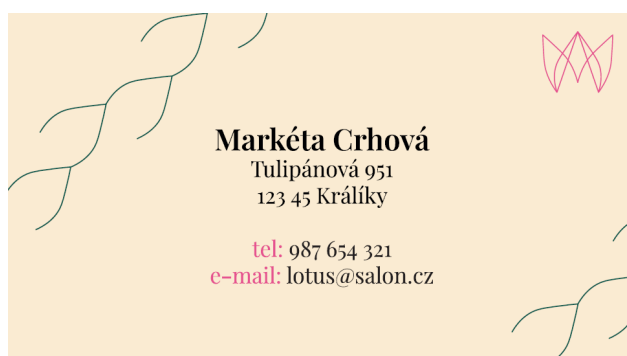 Markéta Crhová
Tulipánová 951
123 45 Králíky
tel: 987 654 321
e-mail: lotus@salon.cz